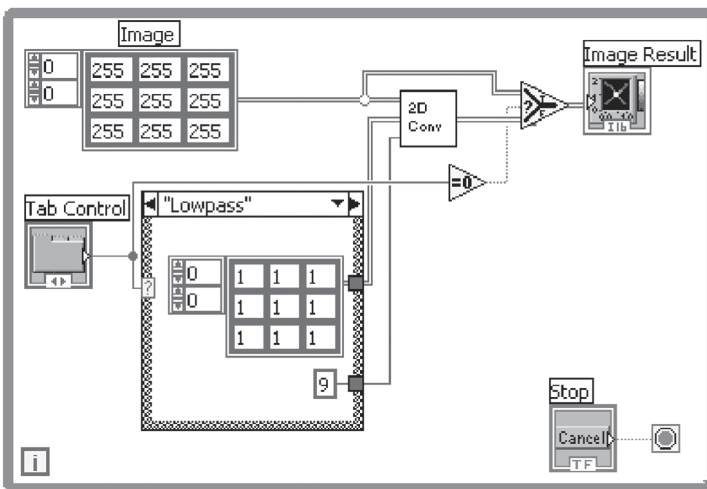 Image
0
0
255 255 255
255 255 255
255 255 255
Image Result
2D
Conv
?
T
F
=0
Tab Control
"Lowpass"
?
0
0
1 1 1
1 1 1
1 1 1
9
Stop
Cancel
TF
i